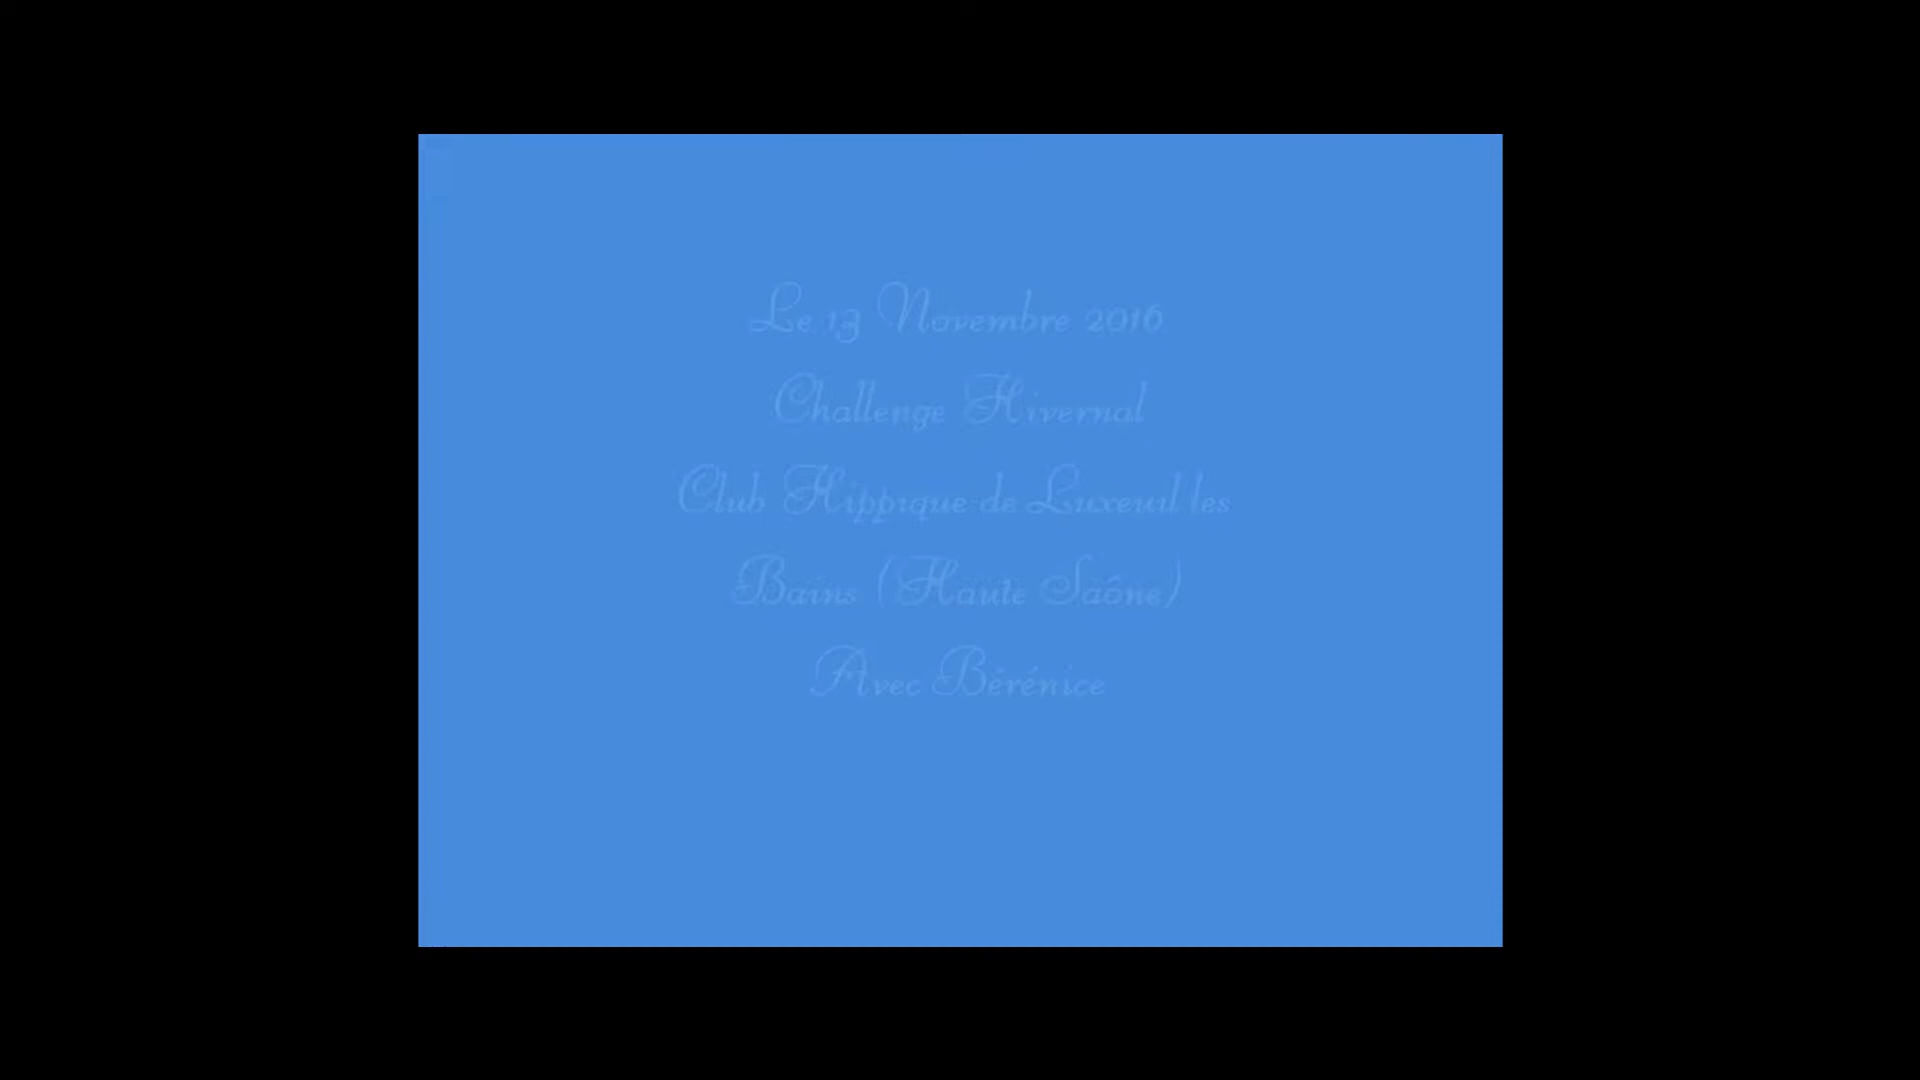 Le 13 Novembre 2016
Challenge Hivernal
Club Hippique de Luxeuil les
Bains (Haute Saône)
Avec Bérénice